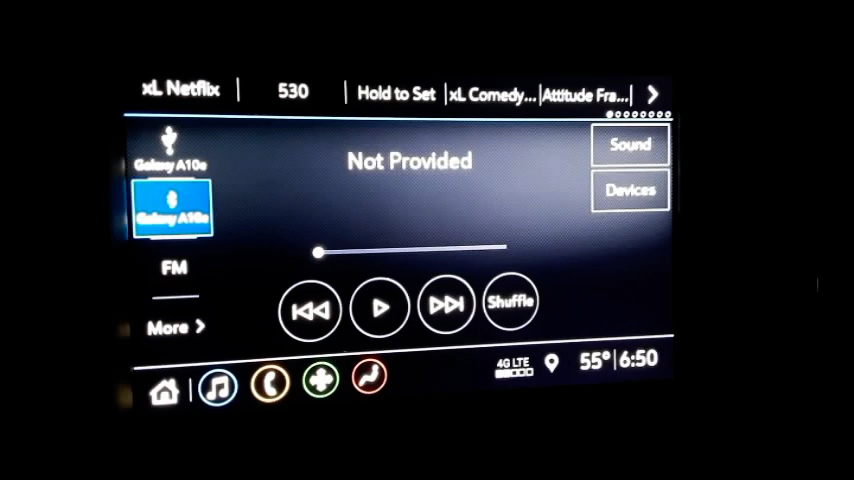 xL Netflix | 530 | Hold to Set | xL Comedy... | Attitude Fra... |
Galaxy A10e
Not Provided
Sound
Galaxy A10e
Devices
FM
Shuffle
More
4G LTE
55° | 6:50